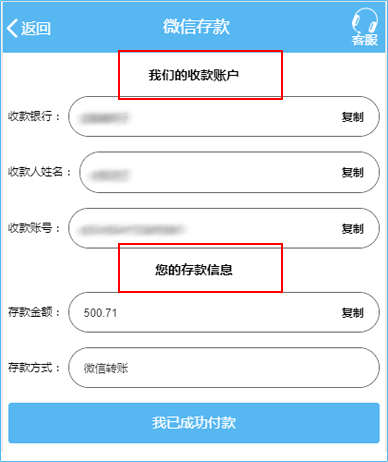 返回
微信存款
客服
我们的收款账户
收款银行：
复制
收款人姓名：
复制
收款账号：
复制
您的存款信息
存款金额： 500.71 复制
存款方式： 微信转账
我已成功付款